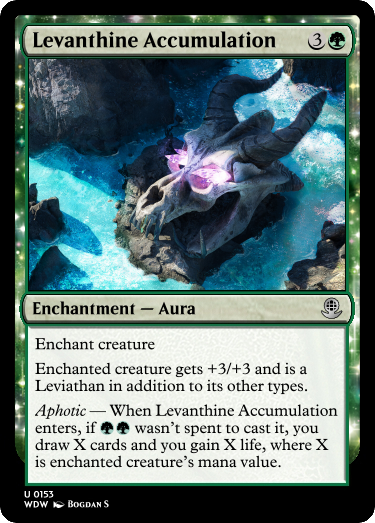 Levanthine Accumulation 3
Enchantment — Aura
Enchant creature
Enchanted creature gets +3/+3 and is a
Leviathan in addition to its other types.
Aphotic — When Levanthine Accumulation
enters, if wasn't spent to cast it, you
draw X cards and you gain X life, where X
is enchanted creature's mana value.
U 0153
WDW Bogdan S